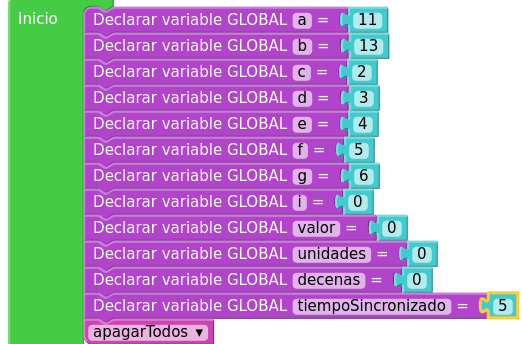 Inicio
Declarar variable GLOBAL a = 11
Declarar variable GLOBAL b = 13
Declarar variable GLOBAL c = 2
Declarar variable GLOBAL d = 3
Declarar variable GLOBAL e = 4
Declarar variable GLOBAL f = 5
Declarar variable GLOBAL g = 6
Declarar variable GLOBAL i = 0
Declarar variable GLOBAL valor = 0
Declarar variable GLOBAL unidades = 0
Declarar variable GLOBAL decenas = 0
Declarar variable GLOBAL tiempoSincronizado = 5
apagarTodos ▾